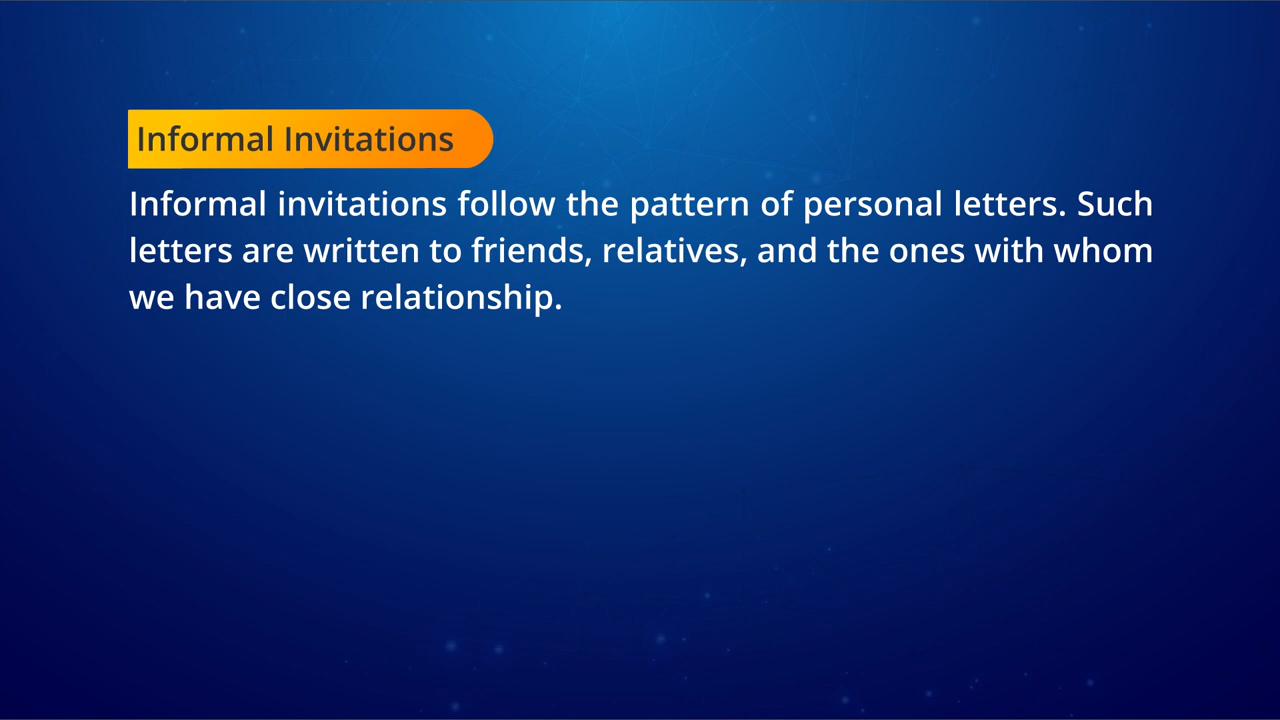 Informal Invitations
Informal invitations follow the pattern of personal letters. Such
letters are written to friends, relatives, and the ones with whom
we have close relationship.